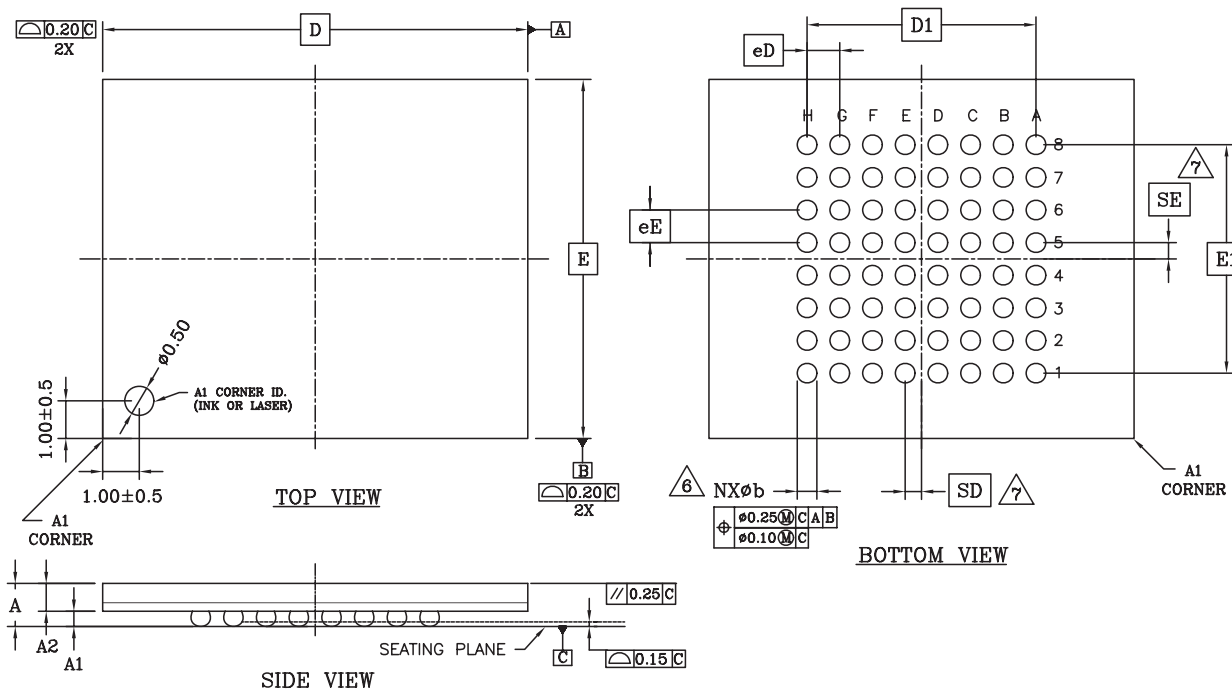 ⌓ 0.20 C
2X
D
A
E
ø0.50
A1 CORNER ID.
(INK OR LASER)
1.00±0.5
1.00±0.5
A1
CORNER
TOP VIEW
B
⌓ 0.20 C
2X
D1
eD
H G F E D C B A
8
7
6
5
4
3
2
1
eE
7
SE
E1
6
NXøb
⌖ ø0.25Ⓜ C A B
ø0.10Ⓜ C
SD
7
A1
CORNER
BOTTOM VIEW
A
A2
A1
// 0.25 C
SEATING PLANE
C
⌓ 0.15 C
SIDE VIEW